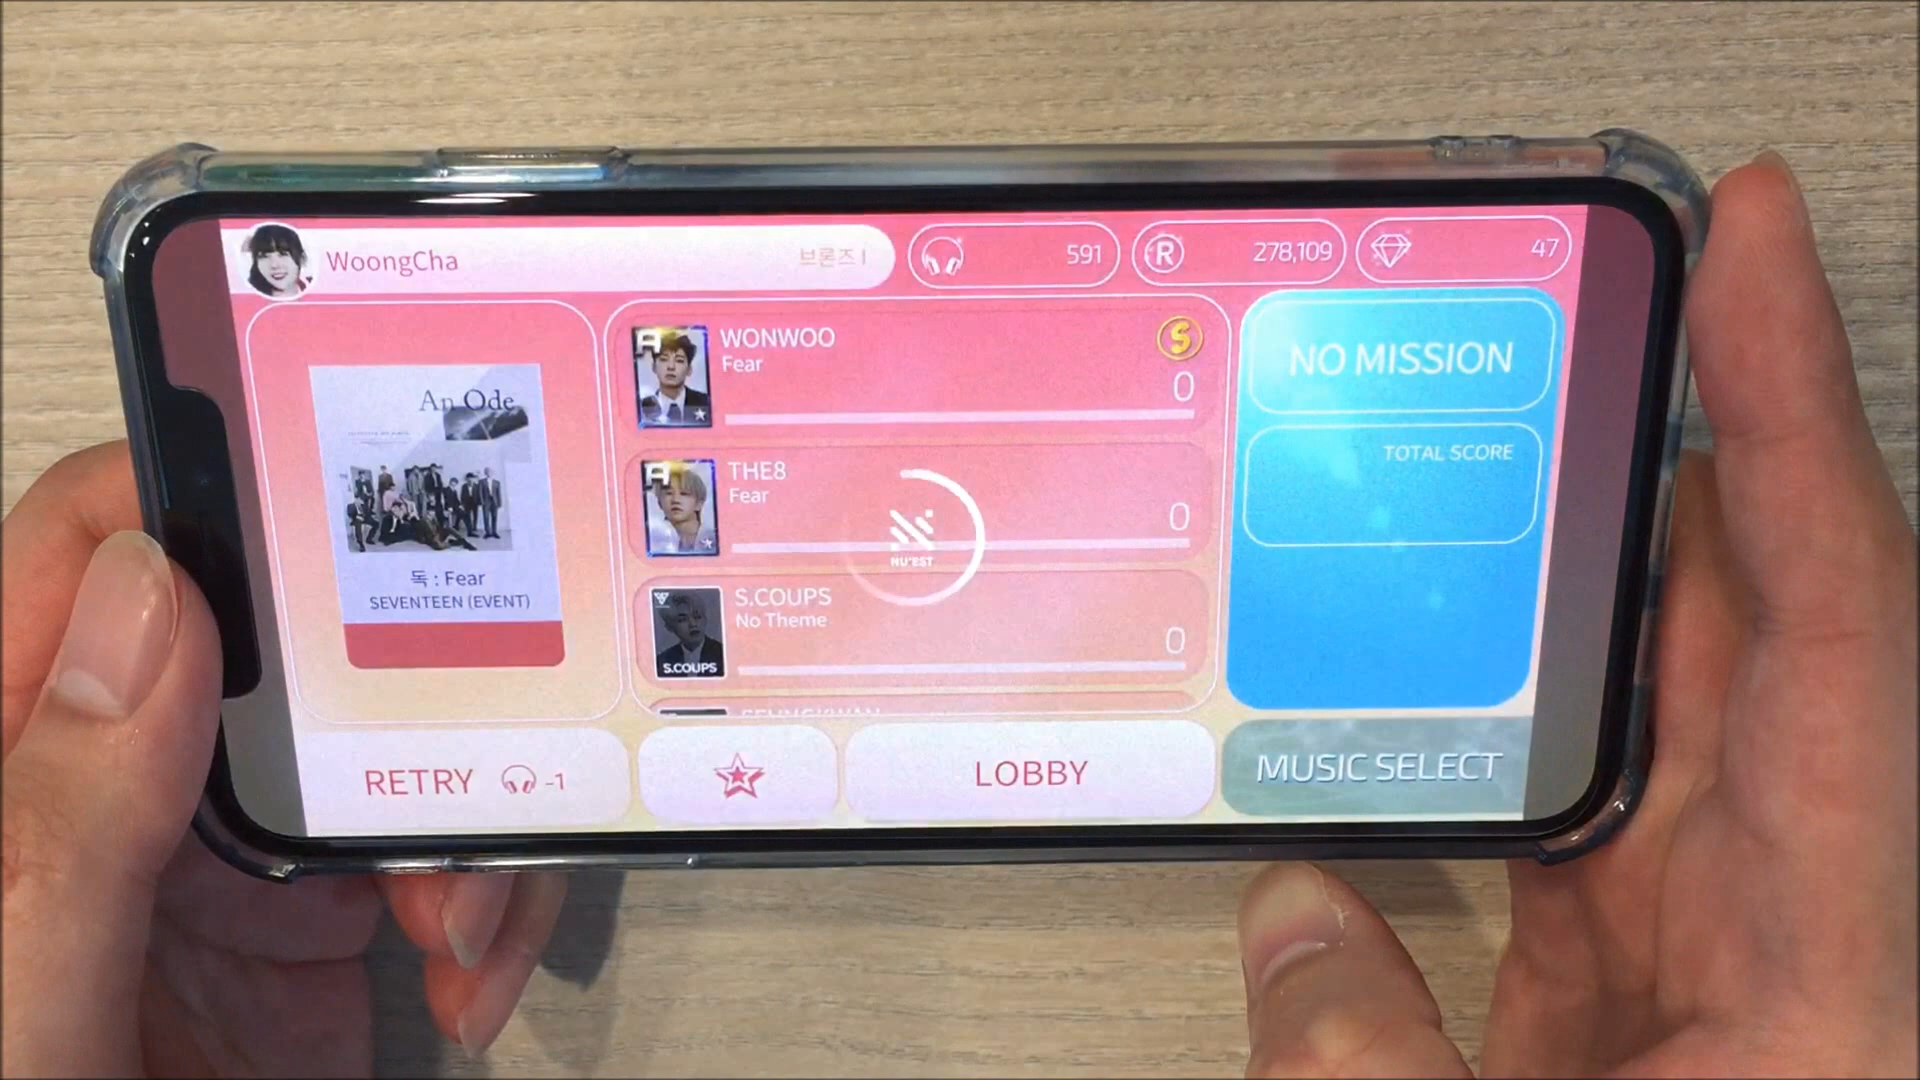 WoongCha
브론즈 I
591
R
278,109
47
An Ode
독 : Fear
SEVENTEEN (EVENT)
A
WONWOO
Fear
S
0
A
THE8
Fear
0
NU'EST
S.COUPS
No Theme
0
S.COUPS
SEUNGKWAN
NO MISSION
TOTAL SCORE
RETRY -1
LOBBY
MUSIC SELECT